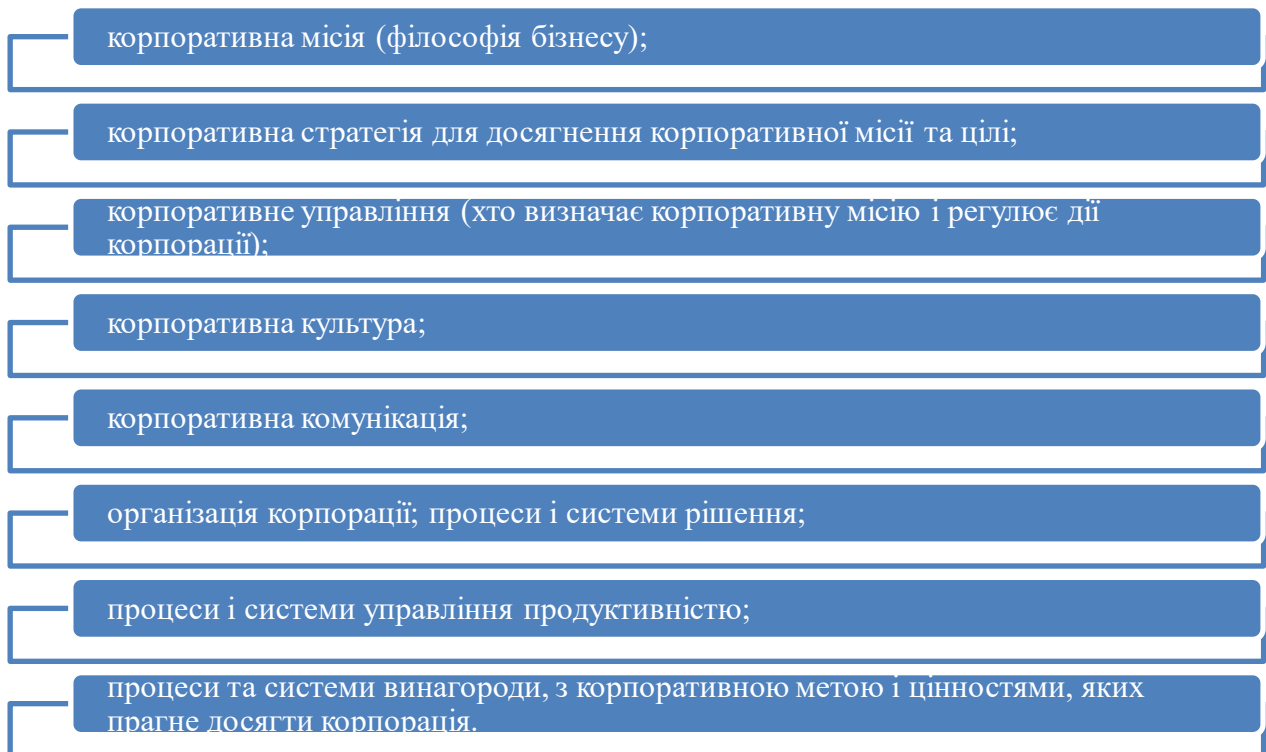 корпоративна місія (філософія бізнесу);
корпоративна стратегія для досягнення корпоративної місії та цілі;
корпоративне управління (хто визначає корпоративну місію і регулює дії
корпорації);
корпоративна культура;
корпоративна комунікація;
організація корпорації; процеси і системи рішення;
процеси і системи управління продуктивністю;
процеси та системи винагороди, з корпоративною метою і цінностями, яких
прагне досягти корпорація.